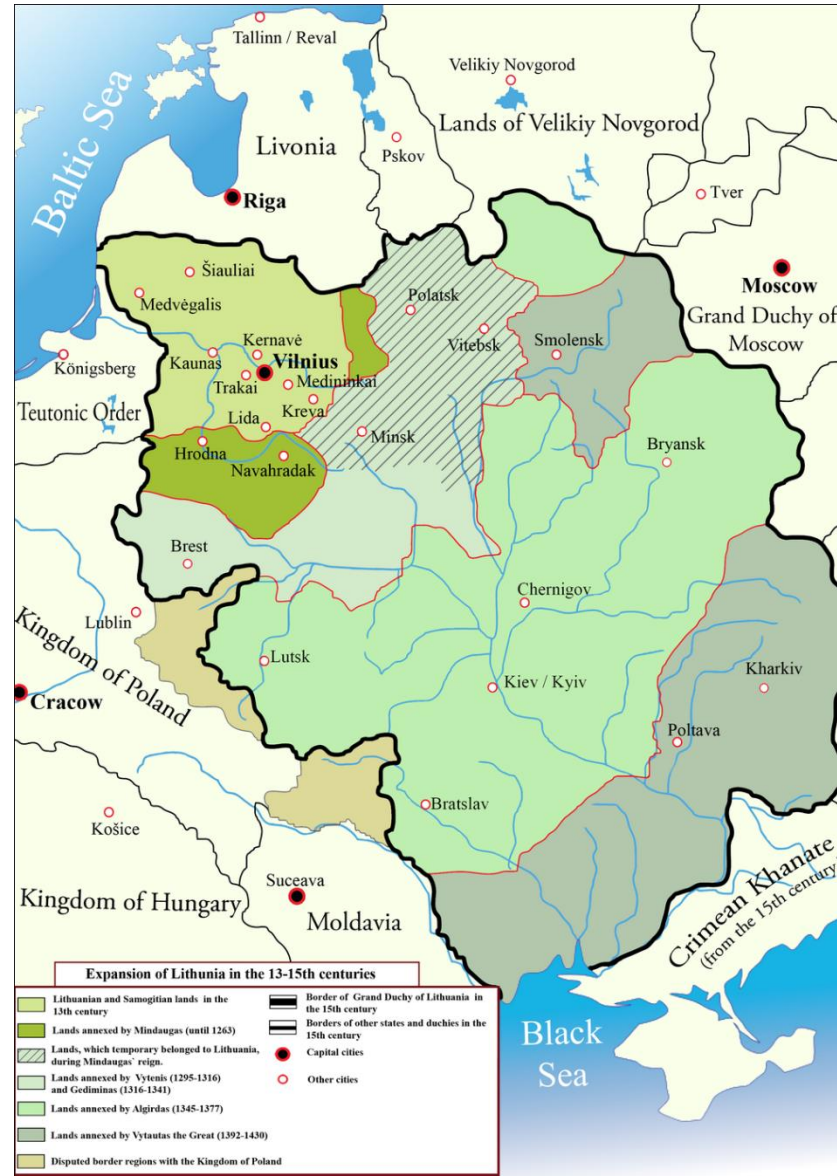 Tallinn / Reval
Velikiy Novgorod
Lands of Velikiy Novgorod
Baltic Sea
Livonia
Pskov
Tver
Riga
Moscow
Grand Duchy of
Moscow
Šiauliai
Medvėgalis
Polatsk
Vitebsk
Smolensk
Kernavė
Königsberg
Kaunas
Vilnius
Trakai
Medininkai
Kreva
Teutonic Order
Lida
Minsk
Hrodna
Navahradak
Bryansk
Brest
Chernigov
Lublin
Kingdom of Poland
Lutsk
Kiev / Kyiv
Kharkiv
Cracow
Poltava
Bratslav
Košice
Crimean Khanate
(from the 15th century)
Kingdom of Hungary
Suceava
Moldavia
Black
Sea
Expansion of Lithunia in the 13-15th centuries
Lithuanian and Samogitian lands in the
13th century
Lands annexed by Mindaugas (until 1263)
Lands, which temporary belonged to Lithuania,
during Mindaugas` reign.
Lands annexed by Vytenis (1295-1316)
and Gediminas (1316-1341)
Lands annexed by Algirdas (1345-1377)
Lands annexed by Vytautas the Great (1392-1430)
Disputed border regions with the Kingdom of Poland
Border of Grand Duchy of Lithuania in
the 15th century
Borders of other states and duchies in the
15th century
Capital cities
Other cities